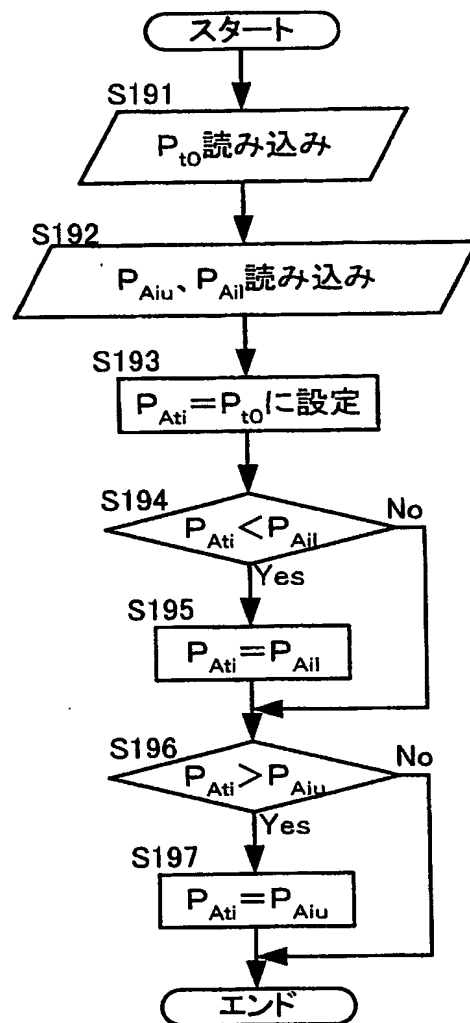 スタート
S191
Pt0読み込み
S192
PAiu、PAil読み込み
S193
PAti=Pt0に設定
S194
PAti<PAil
No
Yes
S195
PAti=PAil
S196
PAti>PAiu
No
Yes
S197
PAti=PAiu
エンド